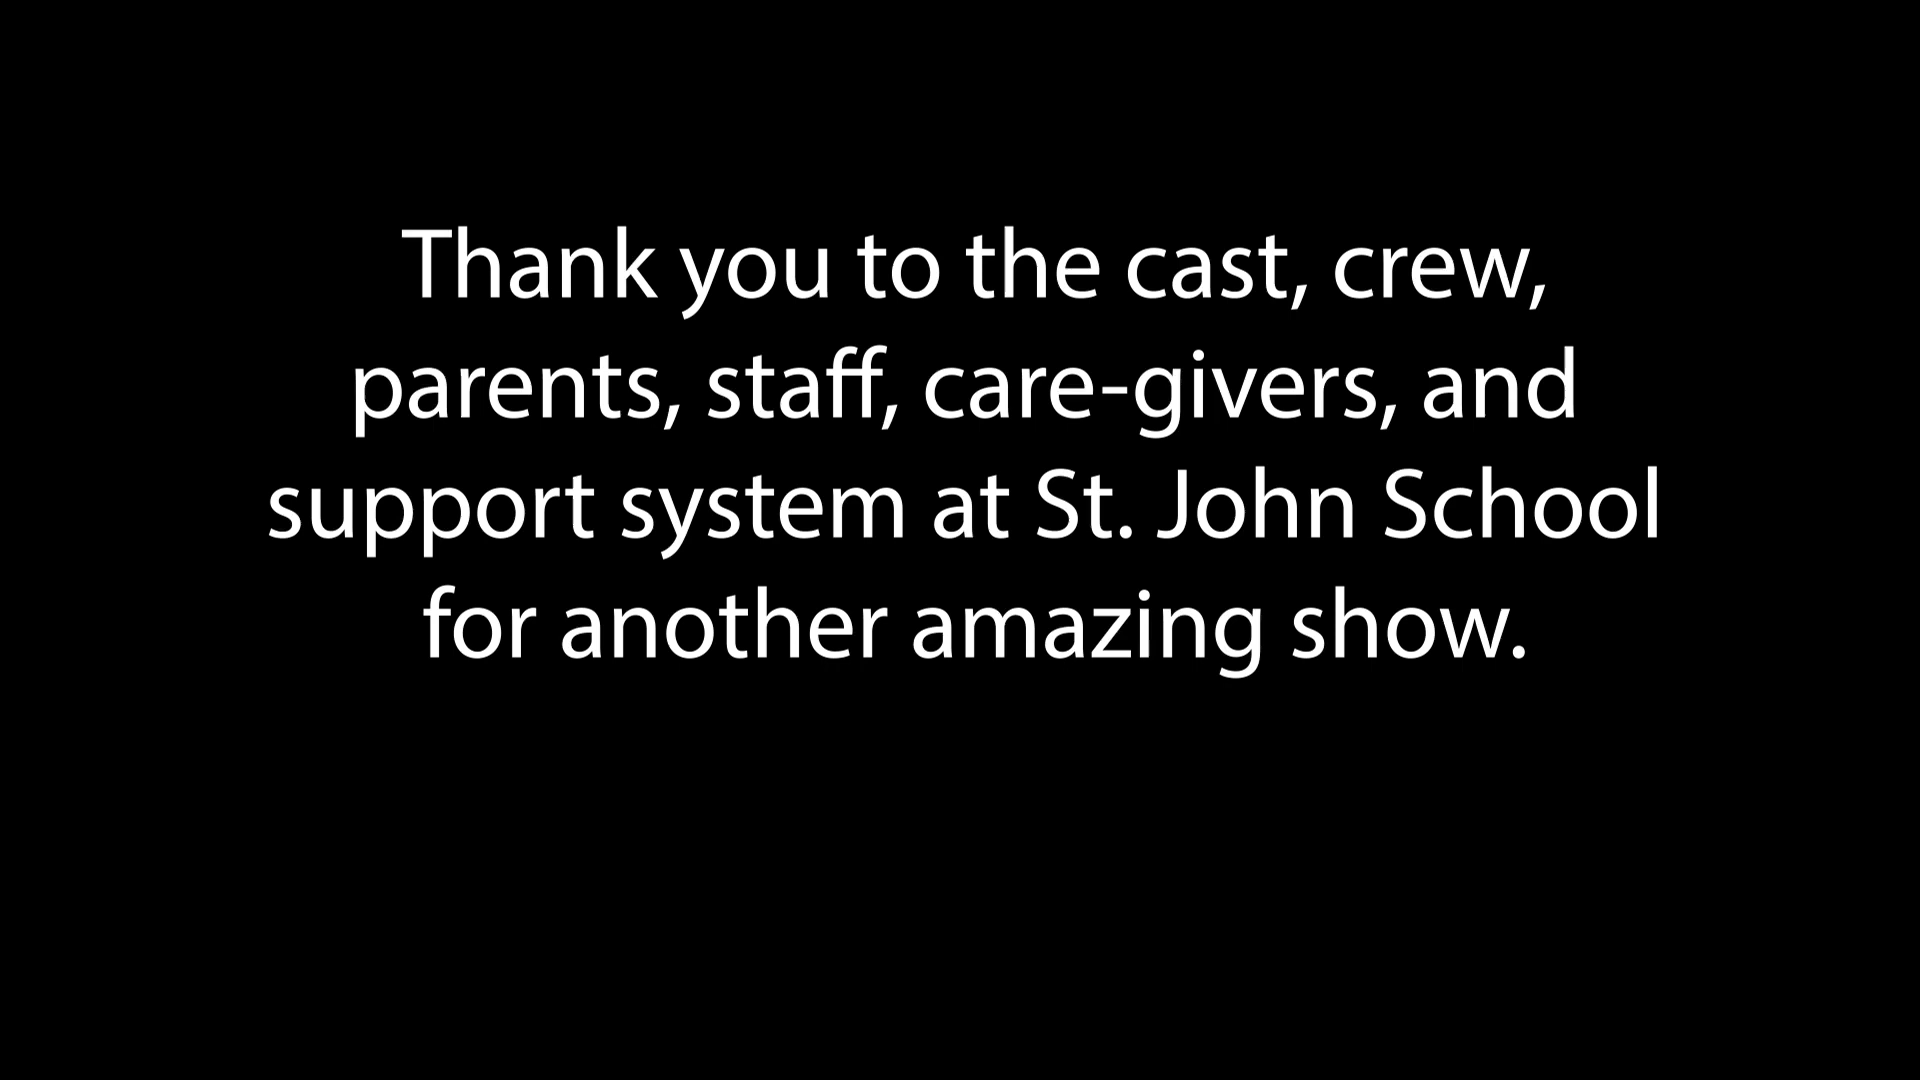 Thank you to the cast, crew,
parents, staff, care-givers, and
support system at St. John School
for another amazing show.